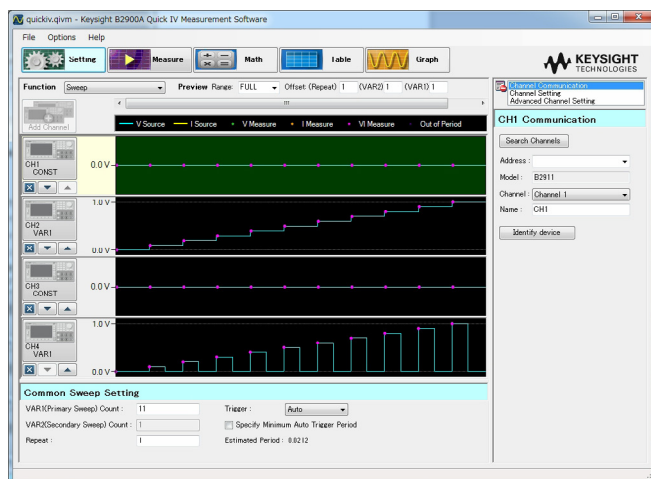 quickiv.qivm - Keysight B2900A Quick IV Measurement Software
File Options Help
Setting Measure Math Table Graph
KEYSIGHT
TECHNOLOGIES
Function Sweep Preview Range: FULL Offset (Repeat) 1 (VAR2) 1 (VAR1) 1
Add Channel
V Source I Source V Measure I Measure VI Measure Out of Period
CH1
CONST
0.0 V
1.0 V
CH2
VAR1
0.0 V
CH3
CONST
0.0 V
1.0 V
CH4
VAR1
0.0 V
Channel Communication
Channel Setting
Advanced Channel Setting
CH1 Communication
Search Channels
Address :
Model : B2911
Channel : Channel 1
Name : CH1
Identify device
Common Sweep Setting
VAR1(Primary Sweep) Count : 11 Trigger : Auto
VAR2(Secondary Sweep) Count : 1 Specify Minimum Auto Trigger Period
Repeat : 1 Estimated Period : 0.0212